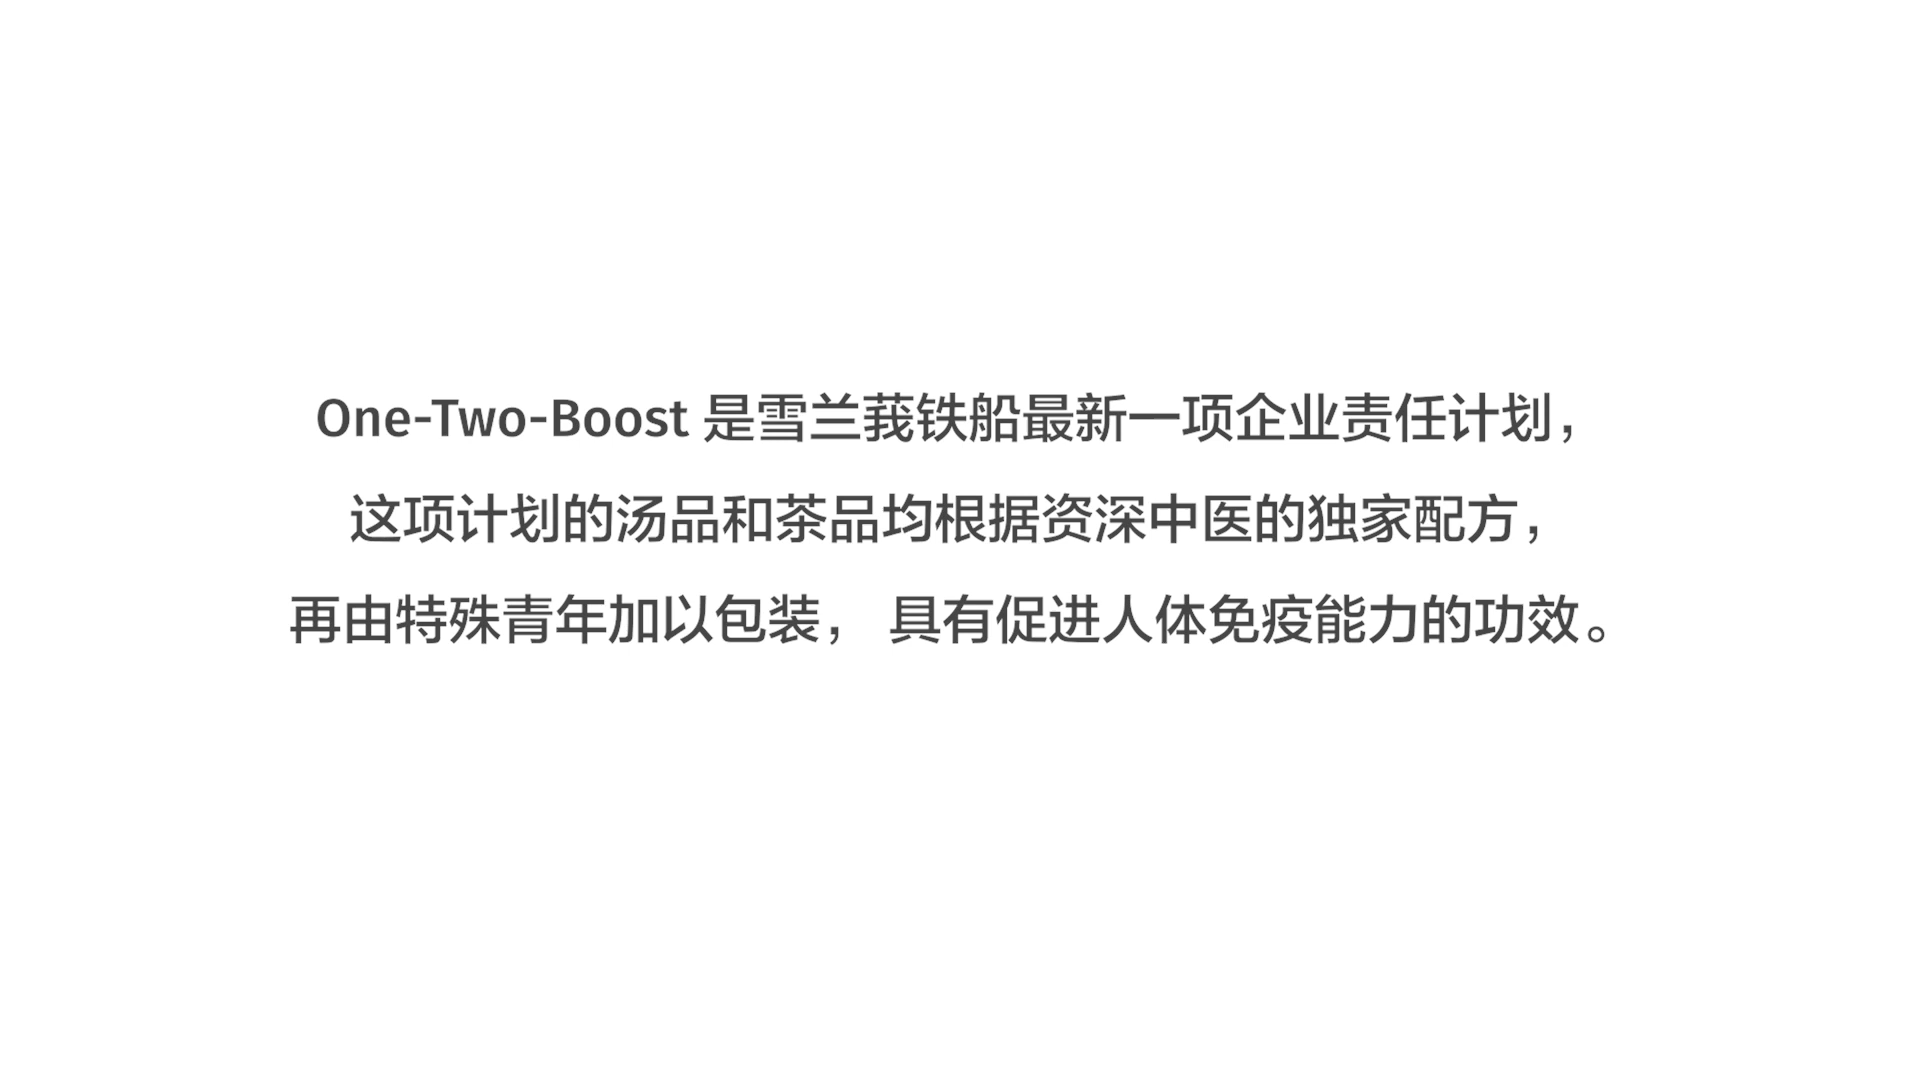 One-Two-Boost 是雪兰莪铁船最新一项企业责任计划，
这项计划的汤品和茶品均根据资深中医的独家配方，
再由特殊青年加以包装， 具有促进人体免疫能力的功效。